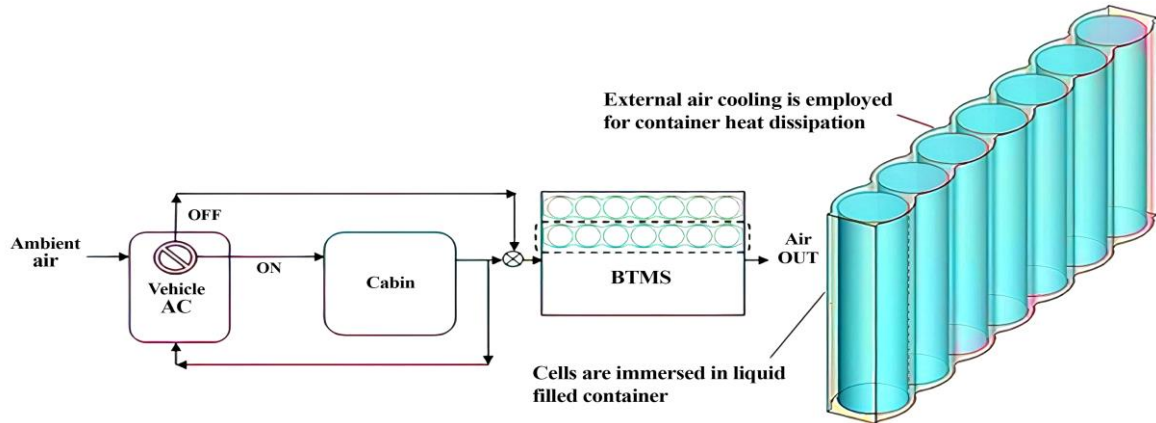 External air cooling is employed
for container heat dissipation
OFF
Ambient
air
ON
Vehicle
AC
Cabin
BTMS
Air
OUT
Cells are immersed in liquid
filled container